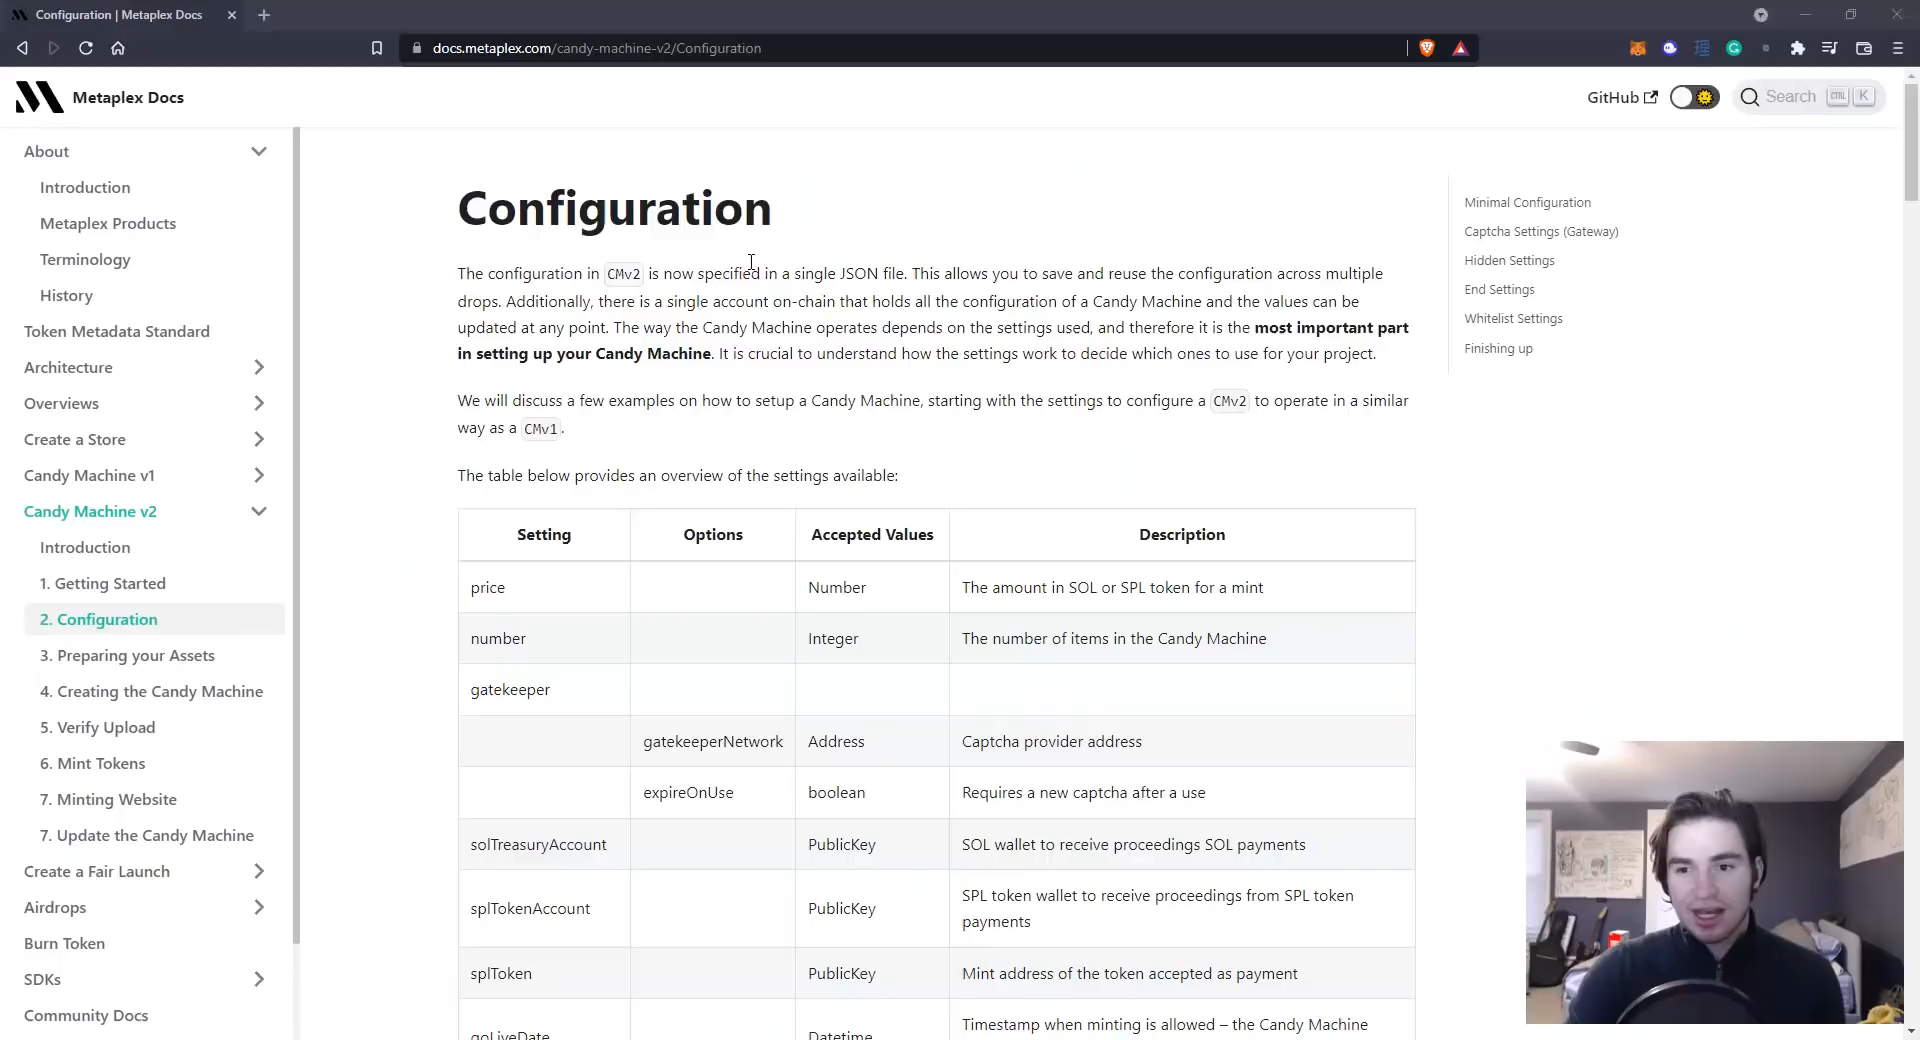 Configuration | Metaplex Docs
docs.metaplex.com/candy-machine-v2/Configuration
Metaplex Docs
GitHub
Search CTRL K
About
Introduction
Metaplex Products
Terminology
History
Token Metadata Standard
Architecture
Overviews
Create a Store
Candy Machine v1
Candy Machine v2
Introduction
1. Getting Started
2. Configuration
3. Preparing your Assets
4. Creating the Candy Machine
5. Verify Upload
6. Mint Tokens
7. Minting Website
7. Update the Candy Machine
Create a Fair Launch
Airdrops
Burn Token
SDKs
Community Docs
Configuration
The configuration in CMv2 is now specified in a single JSON file. This allows you to save and reuse the configuration across multiple
drops. Additionally, there is a single account on-chain that holds all the configuration of a Candy Machine and the values can be
updated at any point. The way the Candy Machine operates depends on the settings used, and therefore it is the most important part
in setting up your Candy Machine. It is crucial to understand how the settings work to decide which ones to use for your project.
We will discuss a few examples on how to setup a Candy Machine, starting with the settings to configure a CMv2 to operate in a similar
way as a CMv1.
The table below provides an overview of the settings available:
Setting Options Accepted Values Description
price Number The amount in SOL or SPL token for a mint
number Integer The number of items in the Candy Machine
gatekeeper
gatekeeperNetwork Address Captcha provider address
expireOnUse boolean Requires a new captcha after a use
solTreasuryAccount PublicKey SOL wallet to receive proceedings SOL payments
splTokenAccount PublicKey SPL token wallet to receive proceedings from SPL token
payments
splToken PublicKey Mint address of the token accepted as payment
goLiveDate Datetime Timestamp when minting is allowed – the Candy Machine
Minimal Configuration
Captcha Settings (Gateway)
Hidden Settings
End Settings
Whitelist Settings
Finishing up